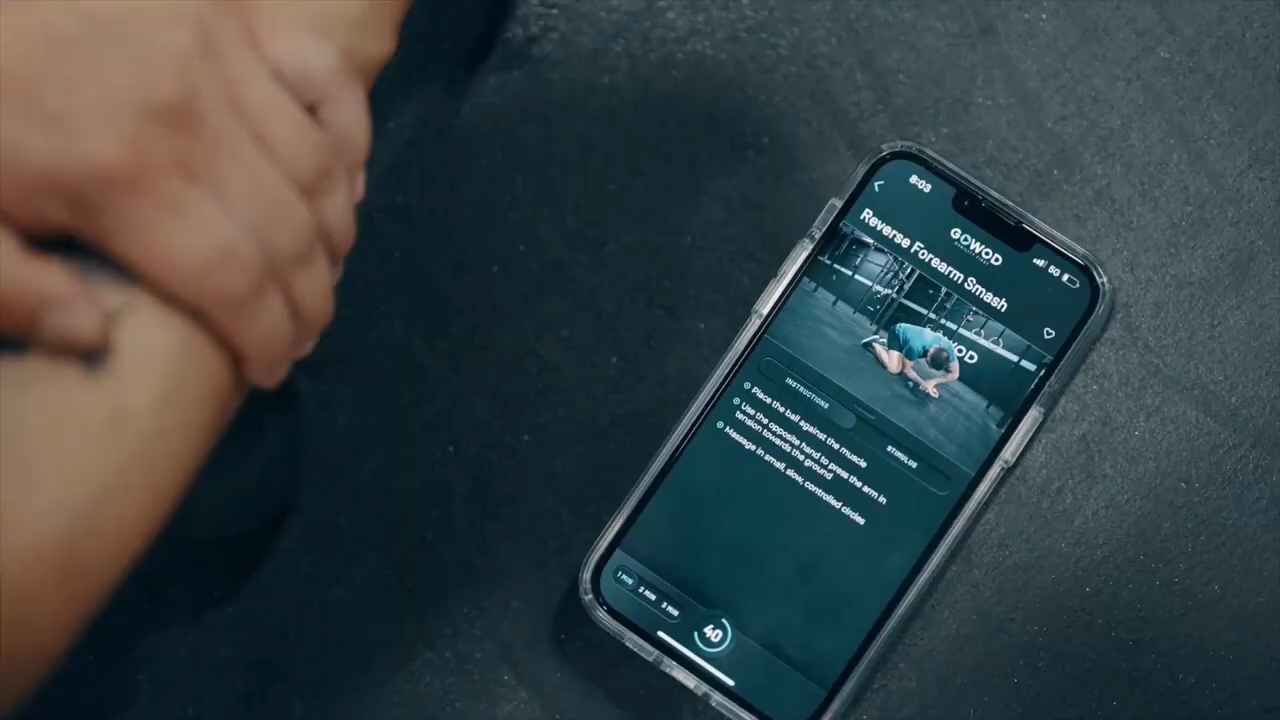 8:03
5G
GOWOD
MOBILITY FIRST
Reverse Forearm Smash
INSTRUCTIONS
STIMULUS
Place the ball against the muscle
Use the opposite hand to press the arm in
tension towards the ground
Massage in small, slow, controlled circles
1 MIN
2 MIN
3 MIN
40